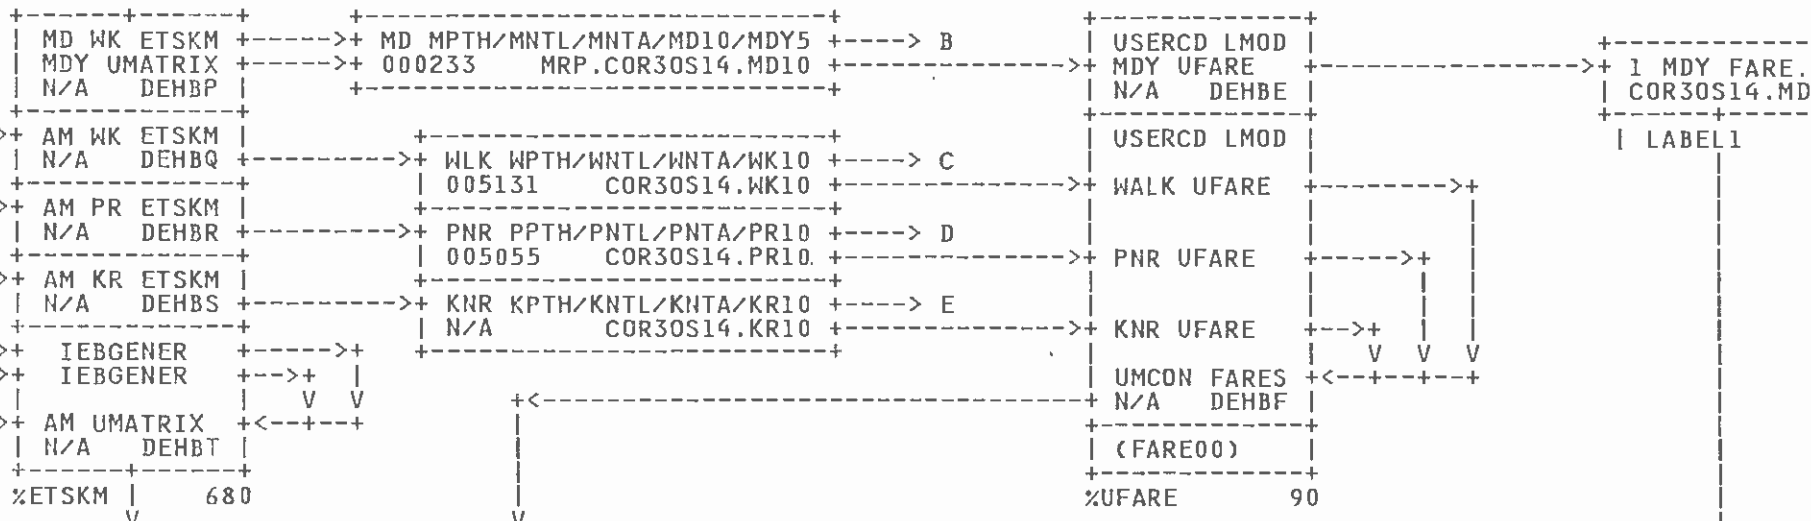 MD WK ETSKM
MDY UMATRIX
N/A DEHBP
AM WK ETSKM
N/A DEHBQ
AM PR ETSKM
N/A DEHBR
AM KR ETSKM
N/A DEHBS
IEBGENER
IEBGENER
AM UMATRIX
N/A DEHBT
%ETSKM 680
MD MPTH/MNTL/MNTA/MD10/MDY5
000233 MRP.COR30S14.MD10
B
WLK WPTH/WNTL/WNTA/WK10
005131 COR30S14.WK10
C
PNR PPTH/PNTL/PNTA/PR10
005055 COR30S14.PR10.
D
KNR KPTH/KNTL/KNTA/KR10
N/A COR30S14.KR10
E
USERCD LMOD
MDY UFARE
N/A DEHBE
USERCD LMOD
WALK UFARE
PNR UFARE
KNR UFARE
UMCON FARES
N/A DEHBF
(FARE00)
%UFARE 90
1 MDY FARE.
COR30S14.MD
LABEL1